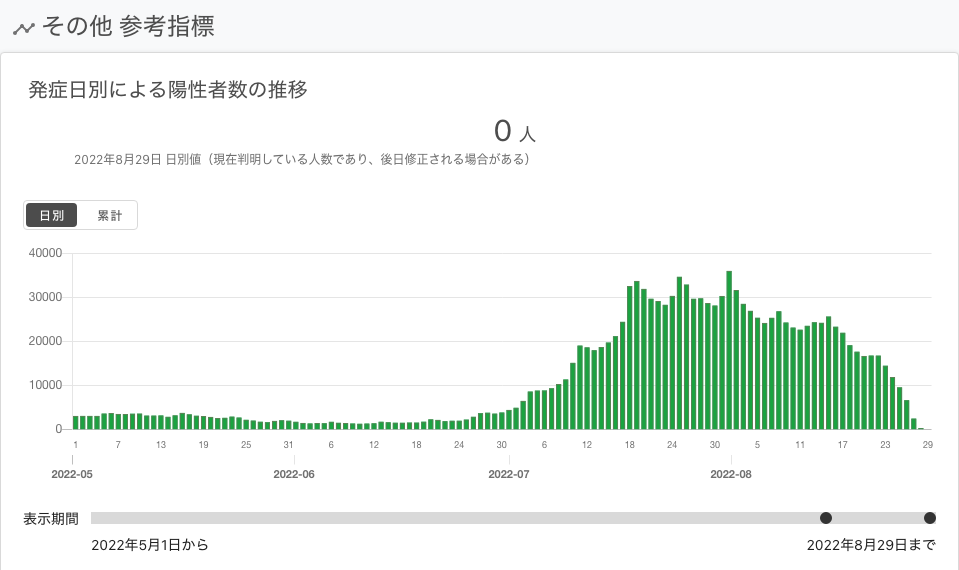 その他 参考指標
発症日別による陽性者数の推移
0 人
2022年8月29日 日別値（現在判明している人数であり、後日修正される場合がある）
日別 累計
40000
30000
20000
10000
0
1 7 13 19 25 31 6 12 18 24 30 6 12 18 24 30 5 11 17 23 29
2022-05 2022-06 2022-07 2022-08
表示期間
2022年5月1日から 2022年8月29日まで